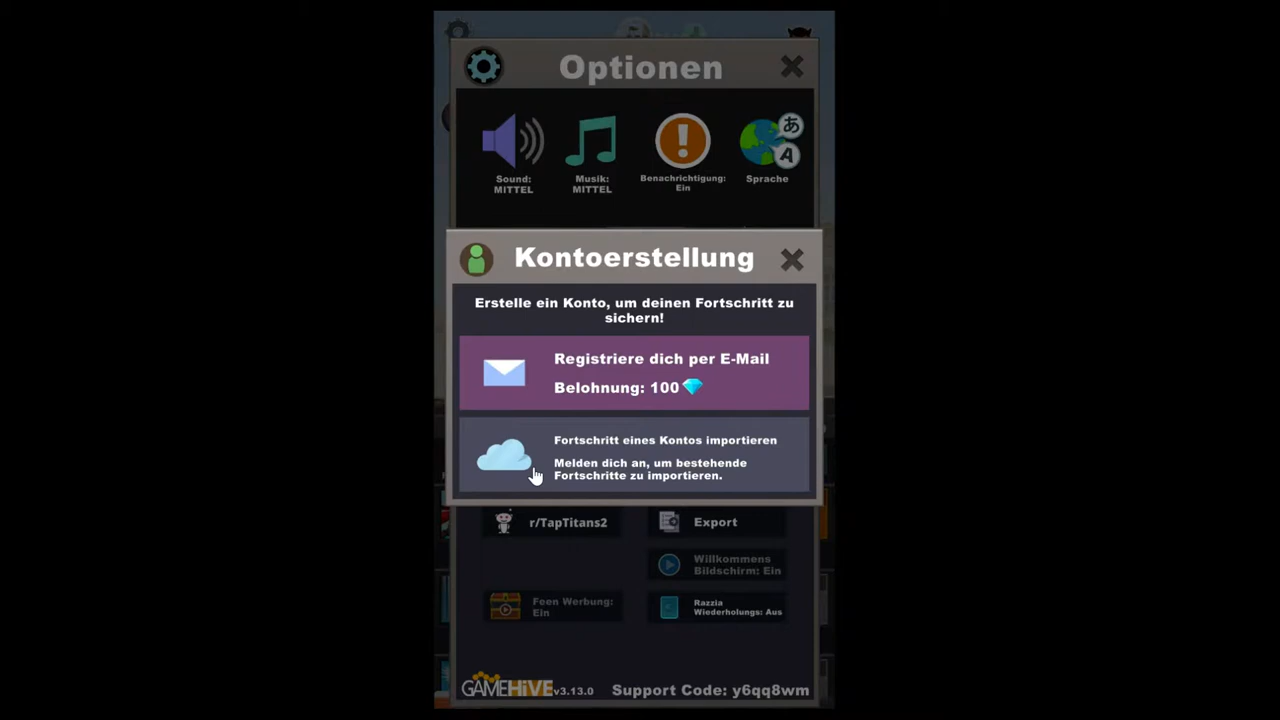 Optionen
Sound:
MITTEL
Musik:
MITTEL
Benachrichtigung:
Ein
あ
A
Sprache
Kontoerstellung
Erstelle ein Konto, um deinen Fortschritt zu
sichern!
Registriere dich per E-Mail
Belohnung: 100
Fortschritt eines Kontos importieren
Melden dich an, um bestehende
Fortschritte zu importieren.
r/TapTitans2
Export
Willkommens
Bildschirm: Ein
Feen Werbung:
Ein
Razzia
Wiederholungs: Aus
GAMEHIVE v3.13.0
Support Code: y6qq8wm